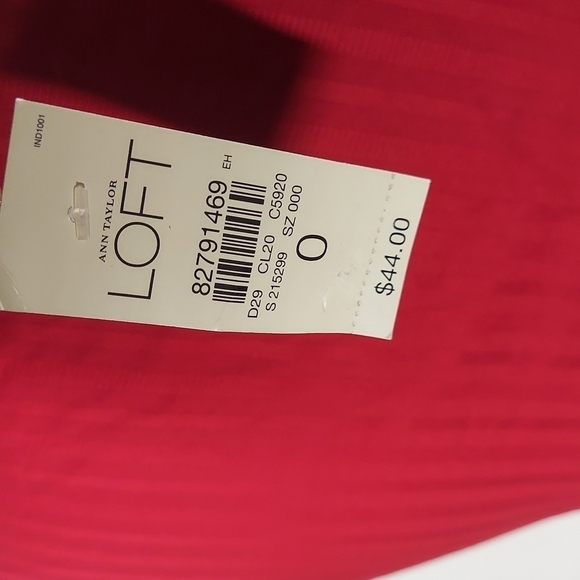 IND1001
ANN TAYLOR
LOFT
EH
82791469
D29 CL20 C5920
S 215299 SZ 000
0
$44.00